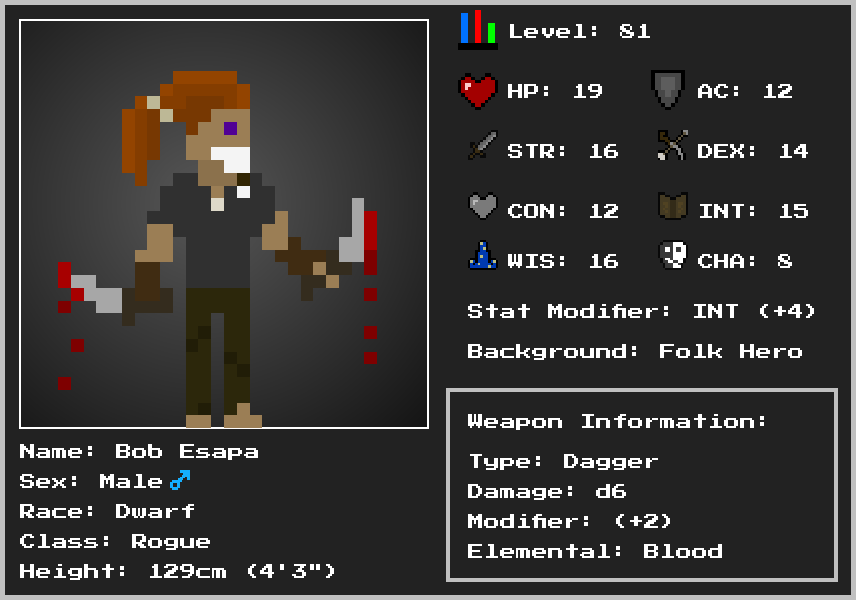 Level: 81
HP: 19 AC: 12
STR: 16 DEX: 14
CON: 12 INT: 15
WIS: 16 CHA: 8
Stat Modifier: INT (+4)
Background: Folk Hero
Weapon Information:
Type: Dagger
Damage: d6
Modifier: (+2)
Elemental: Blood
Name: Bob Esapa
Sex: Male ♂
Race: Dwarf
Class: Rogue
Height: 129cm (4'3")